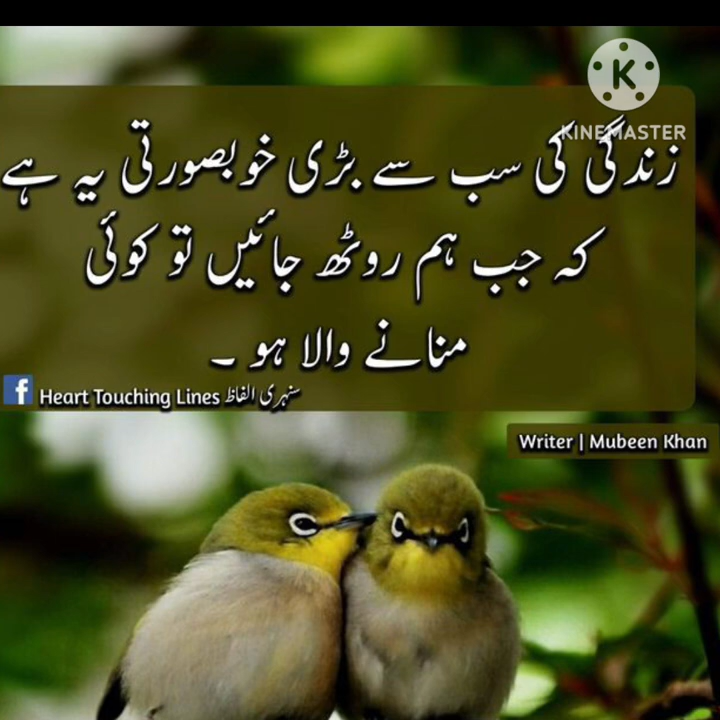 KINEMASTER
زندگی کی سب سے بڑی خوبصورتی یہ ہے
کہ جب ہم روٹھ جائیں تو کوئی
منانے والا ہو ۔
f Heart Touching Lines سنہری الفاظ
Writer | Mubeen Khan